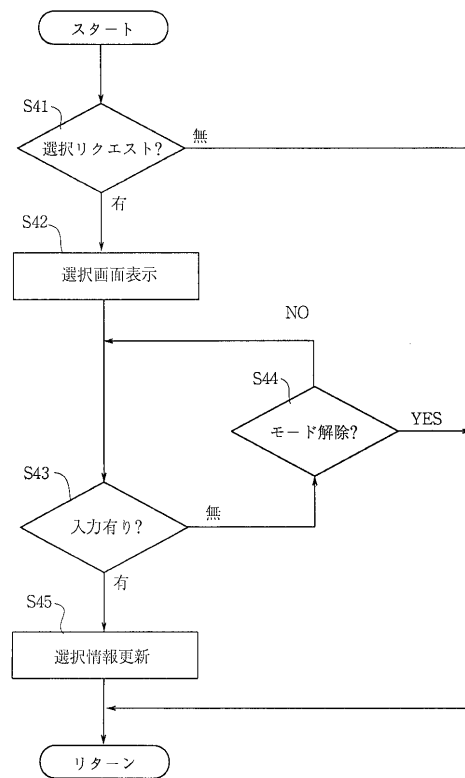 スタート
S41
選択リクエスト?
無
右
S42
選択画面表示
NO
S44
モード解除?
YES
S43
入力有り?
無
有
S45
選択情報更新
リターン